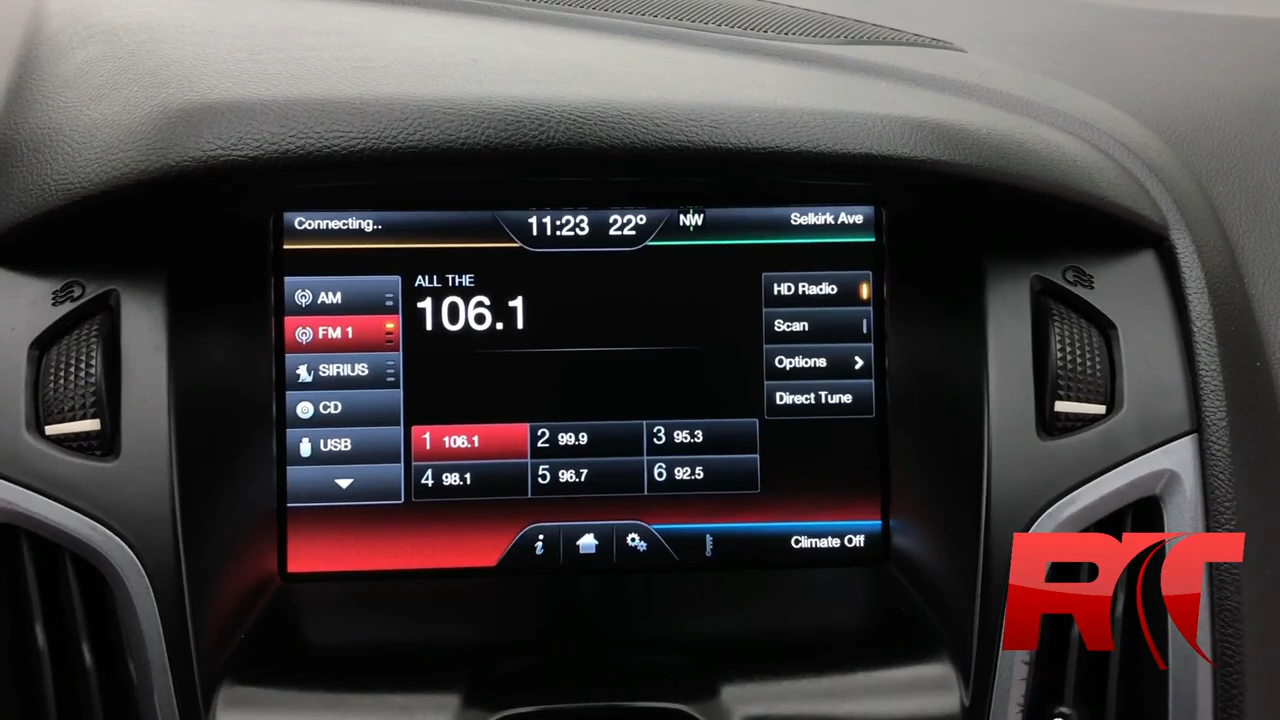 Connecting..
11:23 22°
NW
Selkirk Ave
AM
FM 1
SIRIUS
CD
USB
ALL THE
106.1
HD Radio
Scan
Options
Direct Tune
1 106.1
2 99.9
3 95.3
4 98.1
5 96.7
6 92.5
i
Climate Off
RT